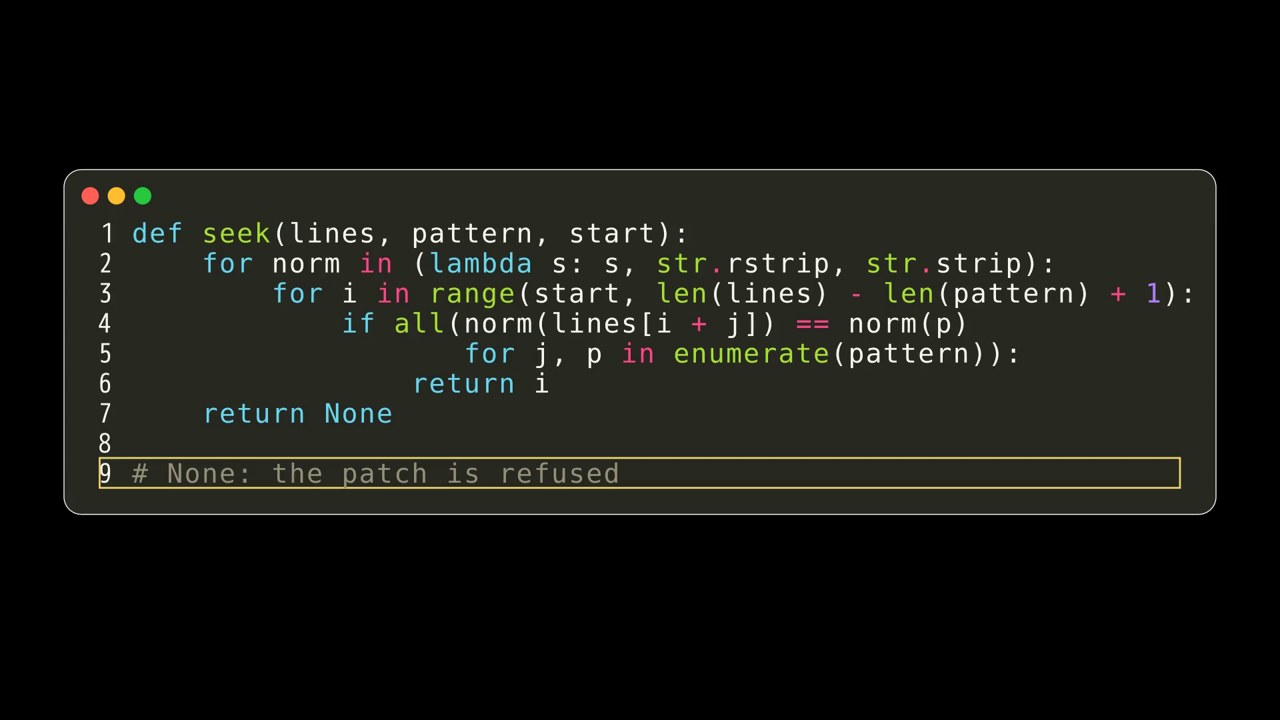 1 def seek(lines, pattern, start):
2     for norm in (lambda s: s, str.rstrip, str.strip):
3         for i in range(start, len(lines) - len(pattern) + 1):
4             if all(norm(lines[i + j]) == norm(p)
5                    for j, p in enumerate(pattern)):
6                 return i
7     return None
8
9 # None: the patch is refused